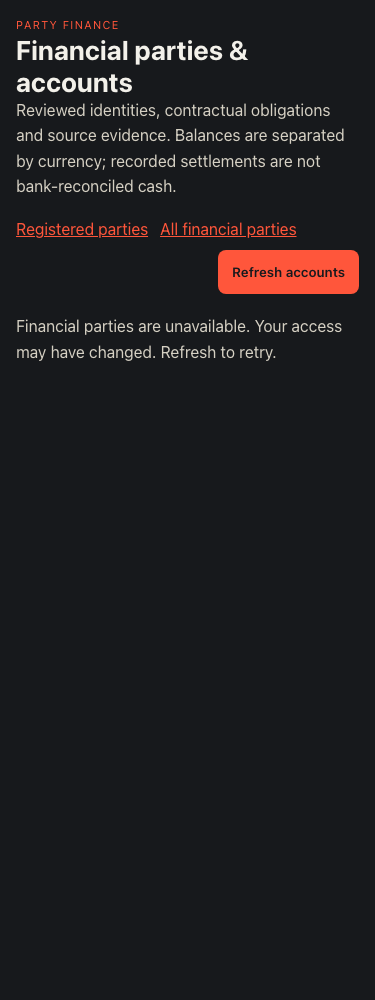 PARTY FINANCE
Financial parties &
accounts
Reviewed identities, contractual obligations
and source evidence. Balances are separated
by currency; recorded settlements are not
bank-reconciled cash.
Registered parties All financial parties
Refresh accounts
Financial parties are unavailable. Your access
may have changed. Refresh to retry.